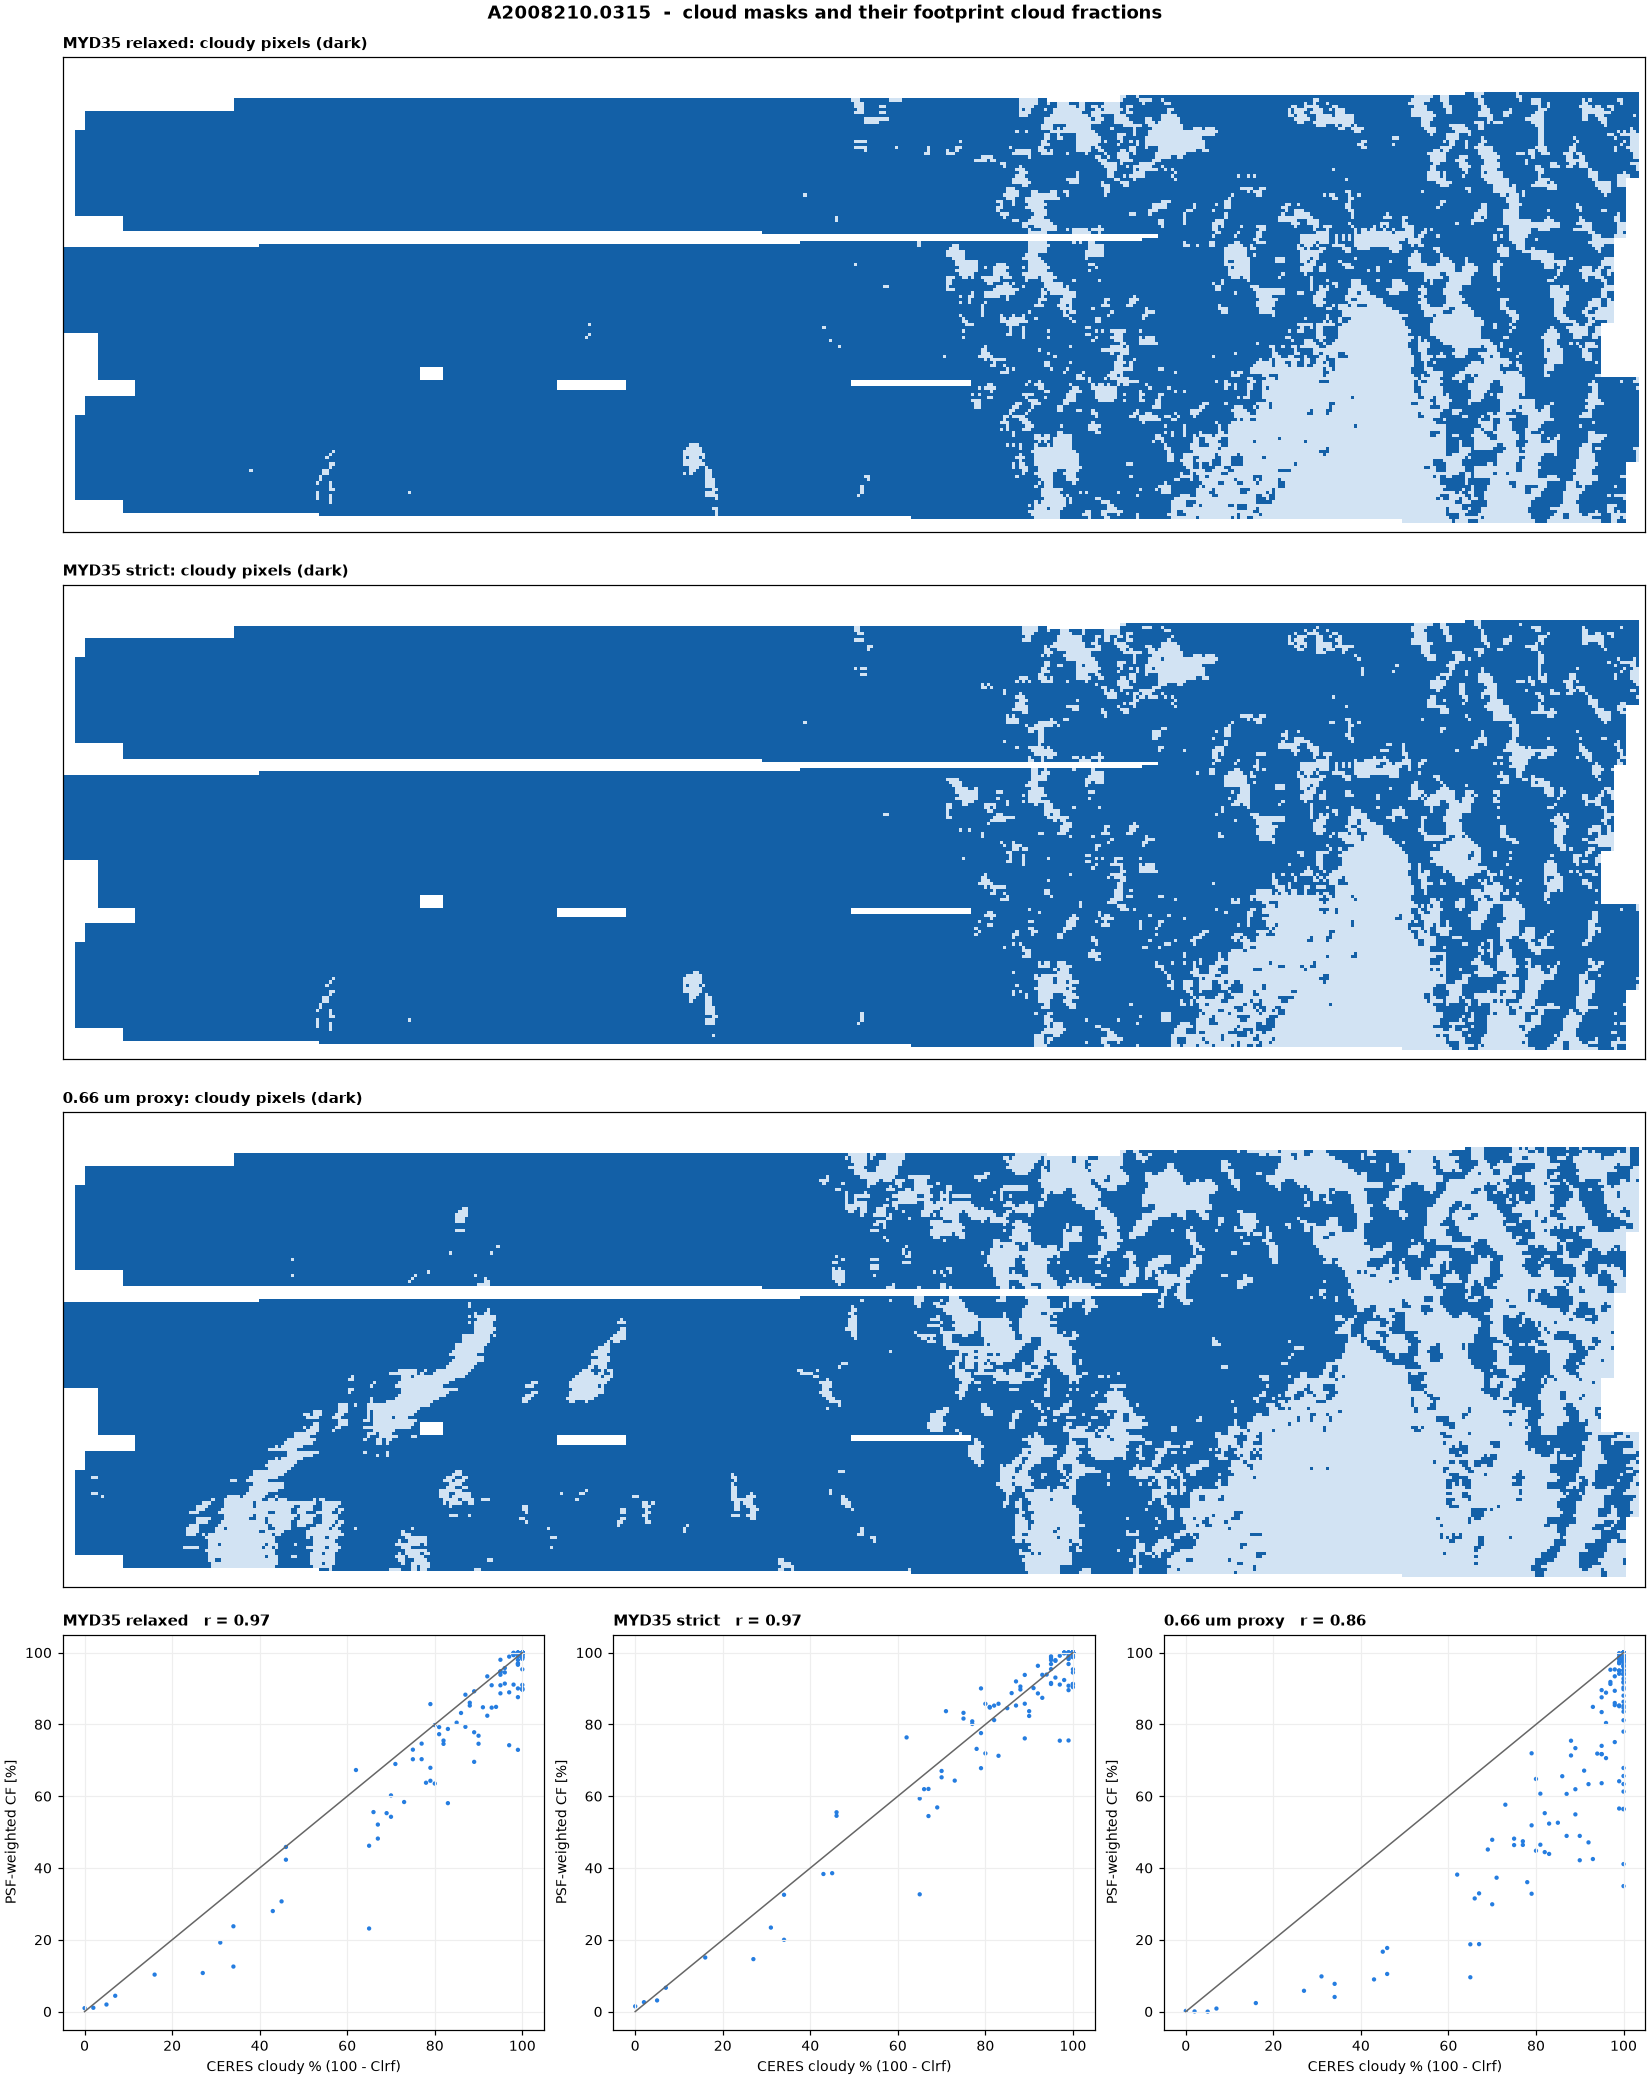 A2008210.0315  -  cloud masks and their footprint cloud fractions
MYD35 relaxed: cloudy pixels (dark)
MYD35 strict: cloudy pixels (dark)
0.66 um proxy: cloudy pixels (dark)
MYD35 relaxed   r = 0.97
100
80
60
40
20
0
PSF-weighted CF [%]
0 20 40 60 80 100
CERES cloudy % (100 - Clrf)
MYD35 strict   r = 0.97
100
80
60
40
20
0
PSF-weighted CF [%]
0 20 40 60 80 100
CERES cloudy % (100 - Clrf)
0.66 um proxy   r = 0.86
100
80
60
40
20
0
PSF-weighted CF [%]
0 20 40 60 80 100
CERES cloudy % (100 - Clrf)